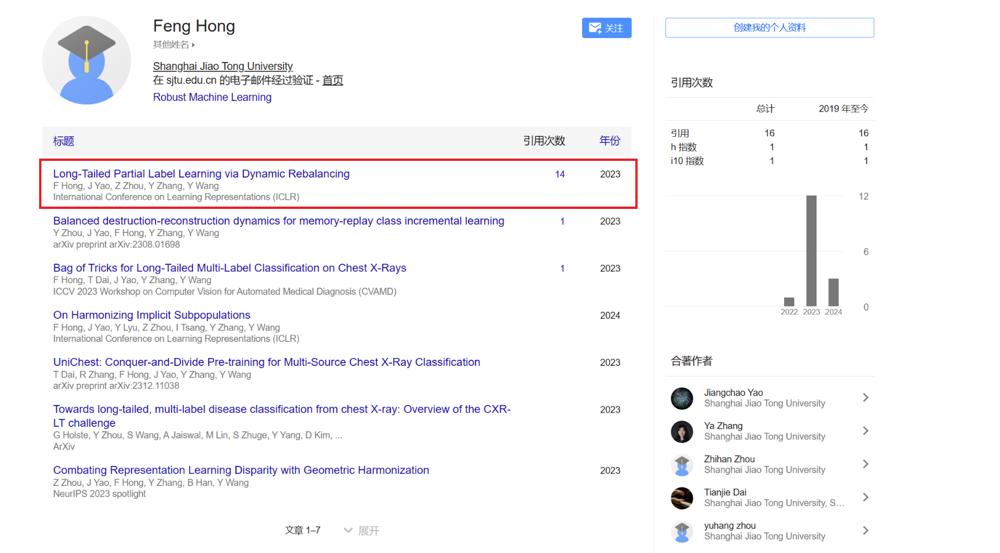 Feng Hong
其他姓名
Shanghai Jiao Tong University
在 sjtu.edu.cn 的电子邮件经过验证 - 首页
Robust Machine Learning
关注
标题 引用次数 年份
Long-Tailed Partial Label Learning via Dynamic Rebalancing 14 2023
F Hong, J Yao, Z Zhou, Y Zhang, Y Wang
International Conference on Learning Representations (ICLR)
Balanced destruction-reconstruction dynamics for memory-replay class incremental learning 1 2023
Y Zhou, J Yao, F Hong, Y Zhang, Y Wang
arXiv preprint arXiv:2308.01698
Bag of Tricks for Long-Tailed Multi-Label Classification on Chest X-Rays 1 2023
F Hong, T Dai, J Yao, Y Zhang, Y Wang
ICCV 2023 Workshop on Computer Vision for Automated Medical Diagnosis (CVAMD)
On Harmonizing Implicit Subpopulations 2024
F Hong, J Yao, Y Lyu, Z Zhou, I Tsang, Y Zhang, Y Wang
International Conference on Learning Representations (ICLR)
UniChest: Conquer-and-Divide Pre-training for Multi-Source Chest X-Ray Classification 2023
T Dai, R Zhang, F Hong, J Yao, Y Zhang, Y Wang
arXiv preprint arXiv:2312.11038
Towards long-tailed, multi-label disease classification from chest X-ray: Overview of the CXR- 2023
LT challenge
G Holste, Y Zhou, S Wang, A Jaiswal, M Lin, S Zhuge, Y Yang, D Kim, ...
ArXiv
Combating Representation Learning Disparity with Geometric Harmonization 2023
Z Zhou, J Yao, F Hong, Y Zhang, B Han, Y Wang
NeurIPS 2023 spotlight
文章 1–7 展开
创建我的个人资料
引用次数
总计 2019 年至今
引用 16 16
h 指数 1 1
i10 指数 1 1
12
6
0
2022 2023 2024
合著作者
Jiangchao Yao
Shanghai Jiao Tong University
Ya Zhang
Shanghai Jiao Tong University
Zhihan Zhou
Shanghai Jiao Tong University
Tianjie Dai
Shanghai Jiao Tong University, S…
yuhang zhou
Shanghai Jiao Tong University